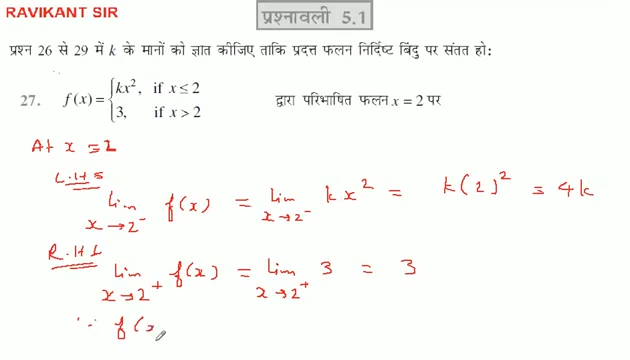 RAVIKANT SIR
प्रश्नावली 5.1
प्रश्न 26 से 29 में k के मानों को ज्ञात कीजिए ताकि प्रदत्त फलन निर्दिष्ट बिंदु पर संतत हो:
27. f(x) = { kx², if x ≤ 2
3, if x > 2 द्वारा परिभाषित फलन x = 2 पर
At x = 2
L.H.S
lim x→2⁻ f(x) = lim x→2⁻ kx² = k(2)² = 4k
R.H.L
lim x→2⁺ f(x) = lim x→2⁺ 3 = 3
∵ f(x